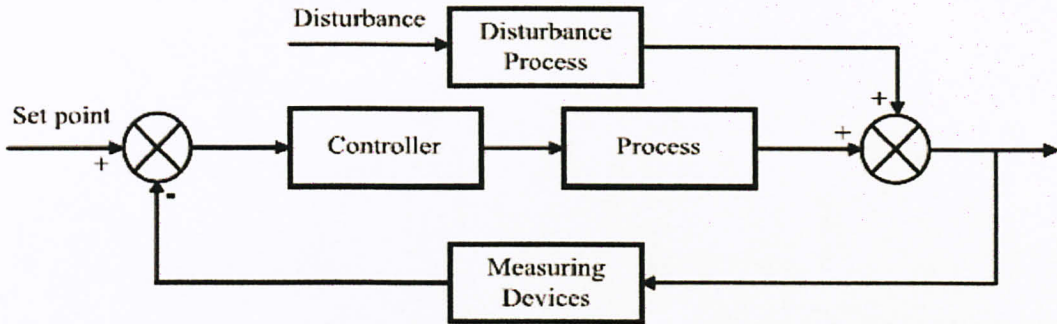 Disturbance
Disturbance
Process
Set point
+
-
Controller
Process
+
+
Measuring
Devices